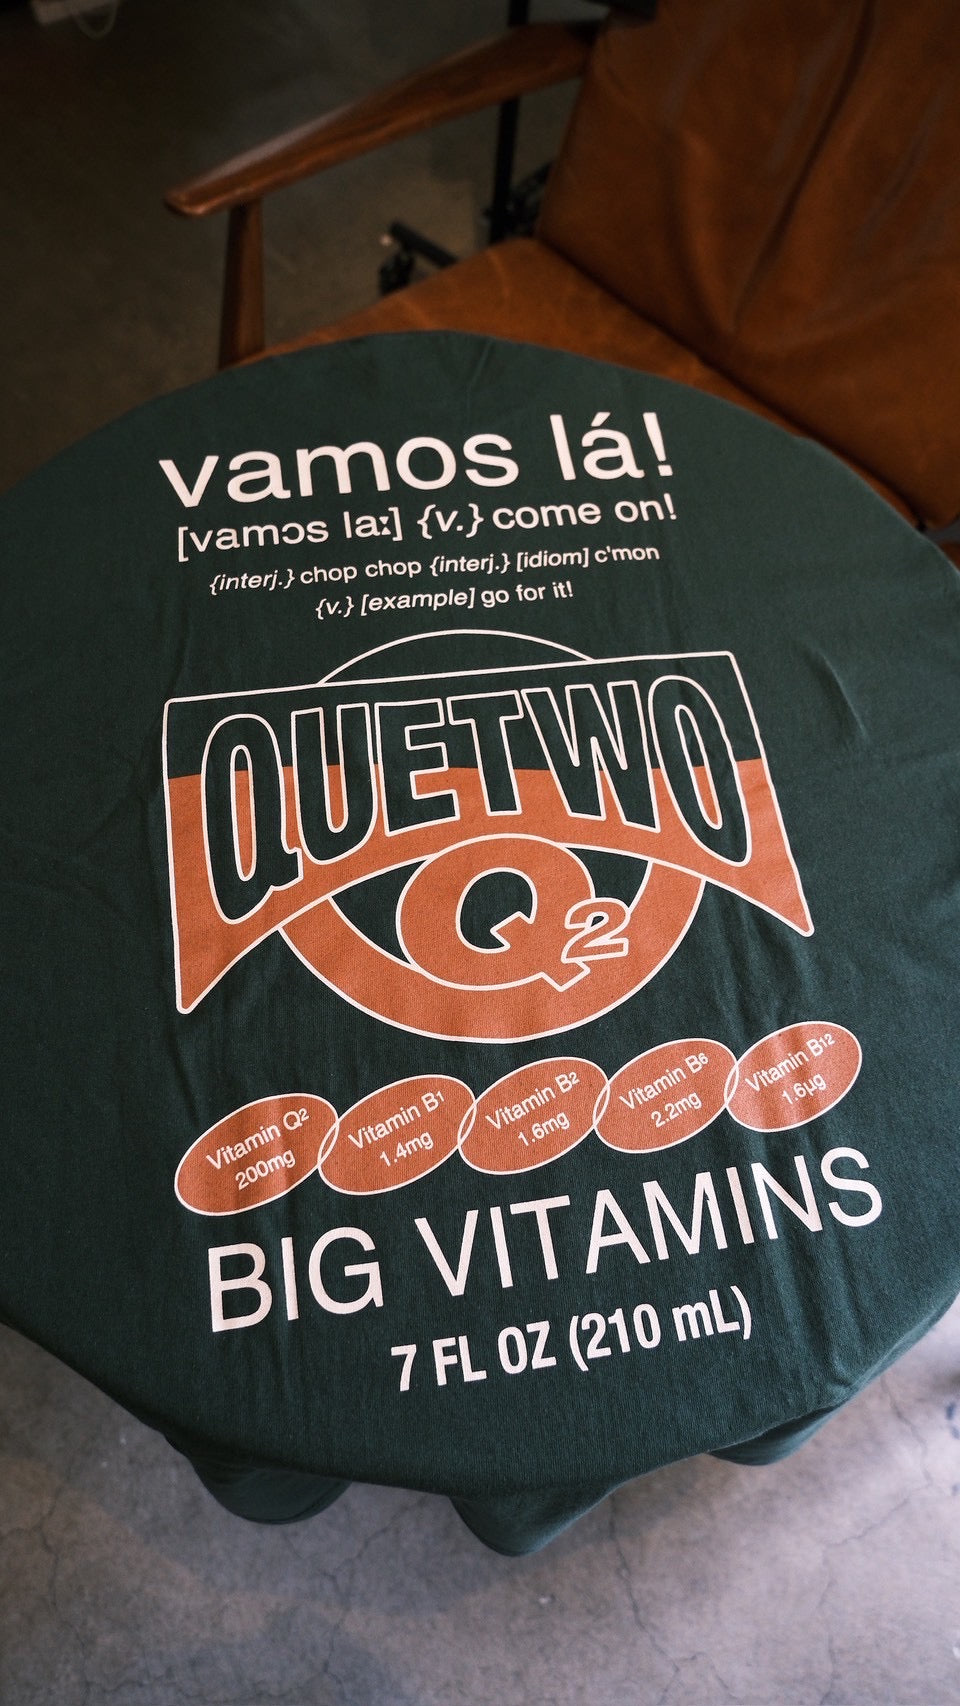 vamos lá!
[vamɔs laː] {v.} come on!
{interj.} chop chop {interj.} [idiom] c'mon
{v.} [example] go for it!
QUETWO
Q2
Vitamin Q2
200mg
Vitamin B1
1.4mg
Vitamin B2
1.6mg
Vitamin B6
2.2mg
Vitamin B12
1.6µg
BIG VITAMINS
7 FL OZ (210 mL)